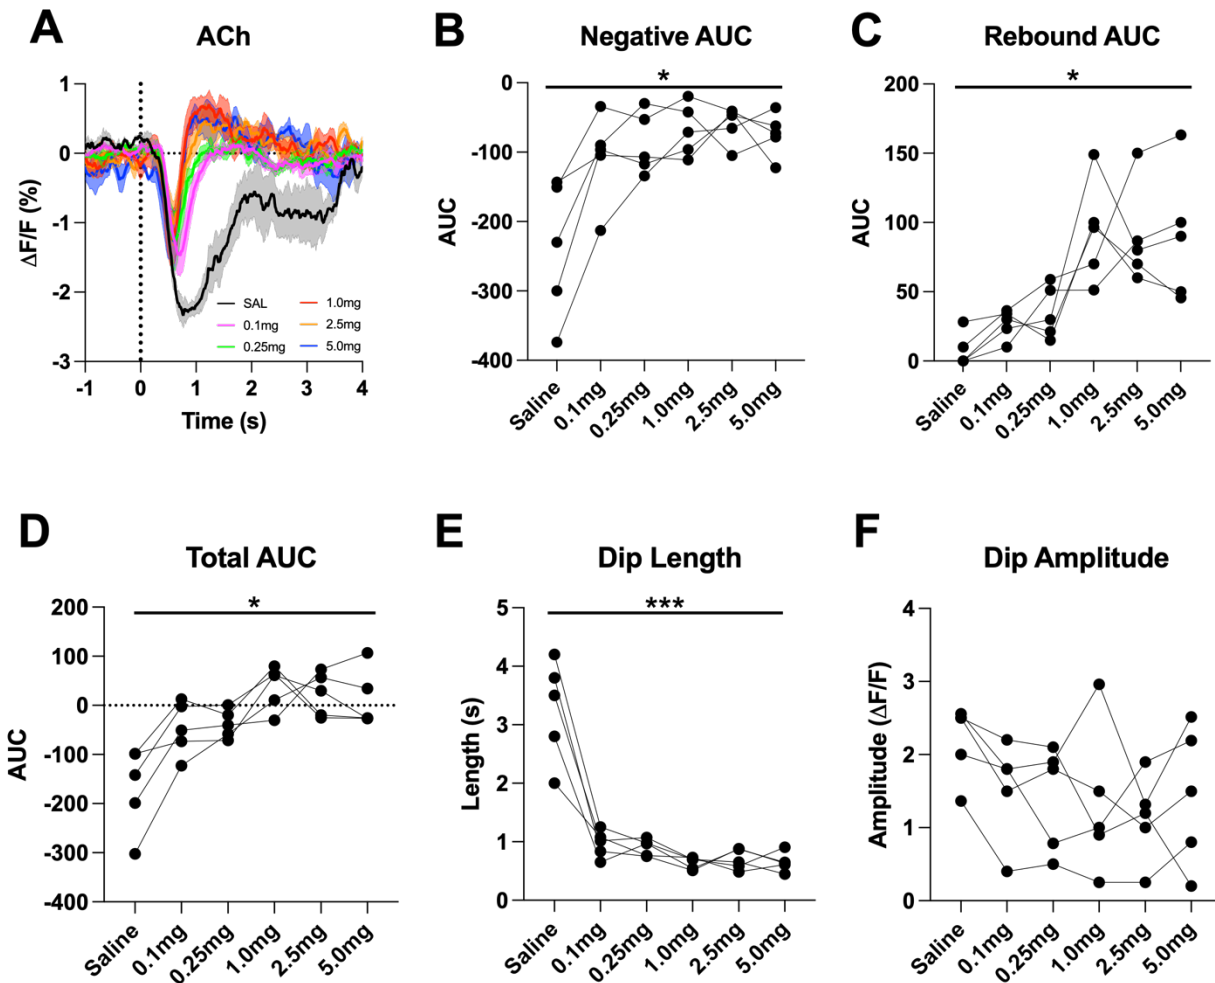 A
ACh
ΔF/F (%)
1
0
-1
-2
-3
-1
0
1
2
3
4
Time (s)
SAL
0.1mg
0.25mg
1.0mg
2.5mg
5.0mg
B
Negative AUC
*
AUC
0
-100
-200
-300
-400
Saline
0.1mg
0.25mg
1.0mg
2.5mg
5.0mg
C
Rebound AUC
*
AUC
200
150
100
50
0
Saline
0.1mg
0.25mg
1.0mg
2.5mg
5.0mg
D
Total AUC
*
AUC
200
100
0
-100
-200
-300
-400
Saline
0.1mg
0.25mg
1.0mg
2.5mg
5.0mg
E
Dip Length
***
Length (s)
5
4
3
2
1
0
Saline
0.1mg
0.25mg
1.0mg
2.5mg
5.0mg
F
Dip Amplitude
Amplitude (ΔF/F)
4
3
2
1
0
Saline
0.1mg
0.25mg
1.0mg
2.5mg
5.0mg